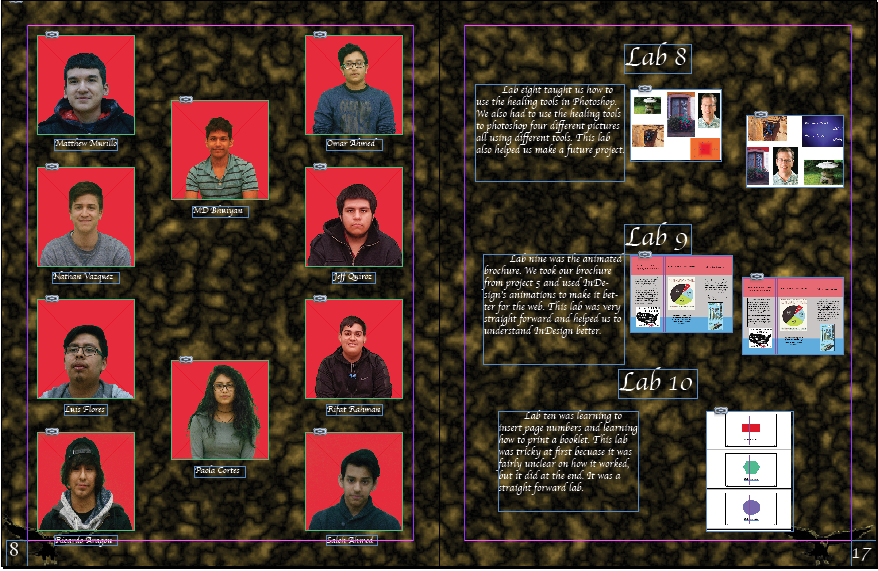 Matthew Murillo
Omar Ahmed
MD Bhuiyan
Nathan Vazquez
Jeff Quiroz
Luis Flores
Rifat Rahman
Paola Cortes
Ricardo Aragon
Saleh Ahmed
8
Lab 8
Lab eight taught us how to
use the healing tools in Photoshop.
We also had to use the healing tools
to photoshop four different pictures
all using different tools. This lab
also helped us make a future project.
Lab 9
Lab nine was the animated
brochure. We took our brochure
from project 5 and used InDe-
sign's animations to make it bet-
ter for the web. This lab was very
straight forward and helped us to
understand InDesign better.
Lab 10
Lab ten was learning to
insert page numbers and learning
how to print a booklet. This lab
was tricky at first becuase it was
fairly unclear on how it worked,
but it did at the end. It was a
straight forward lab.
17